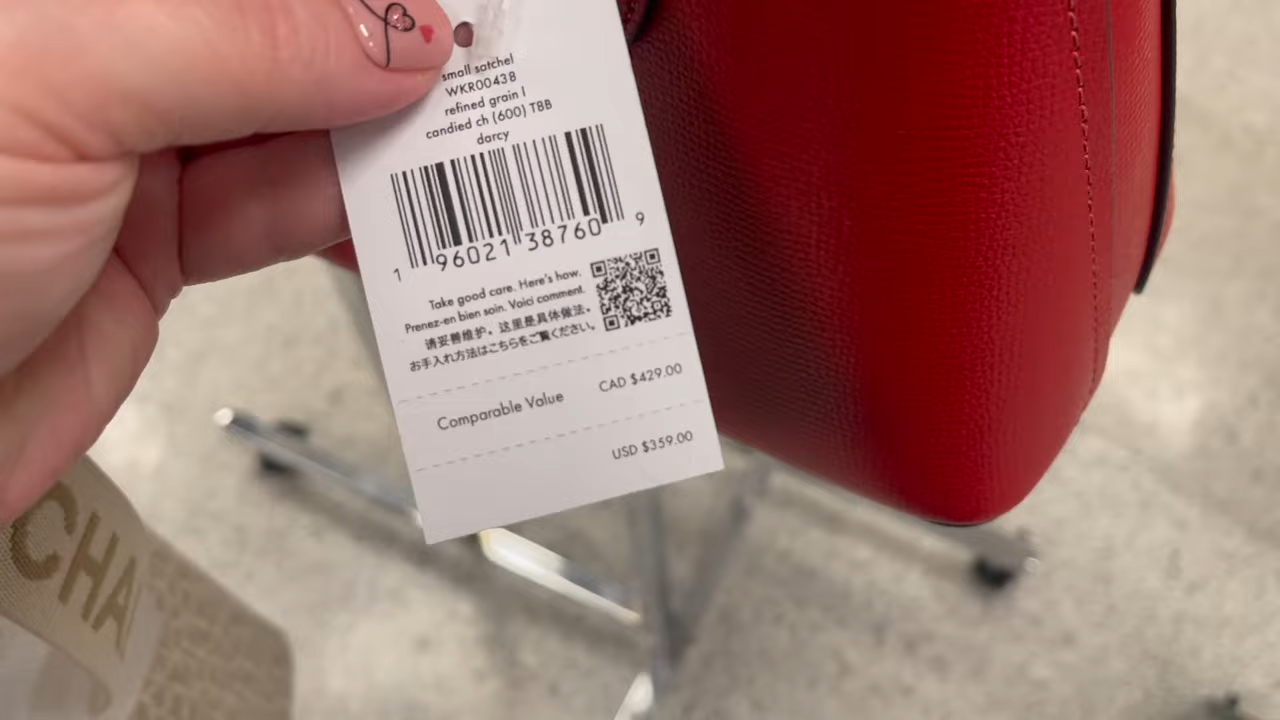 small satchel
WKR00438
refined grain l
candied ch (600) T8B
darcy
1 96021 38760 9
Take good care. Here's how.
Prenez-en bien soin. Voici comment.
请妥善维护。这里是具体做法。
お手入れ方法はこちらをご覧ください。
CAD $429.00
Comparable Value
USD $359.00
CHA